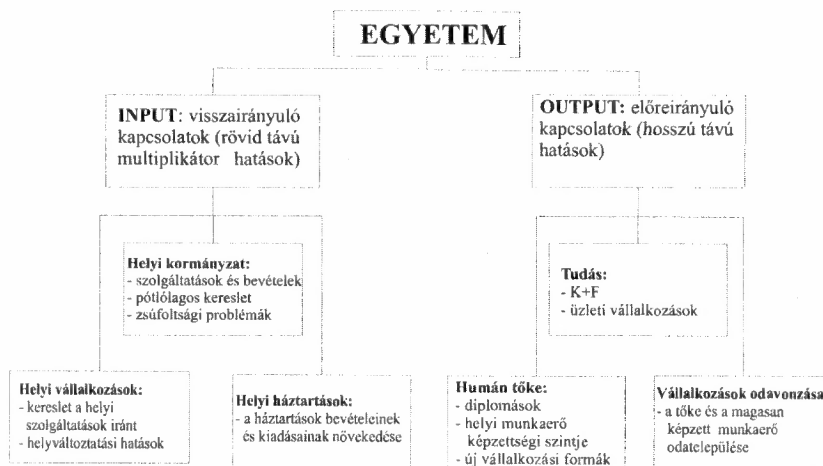 EGYETEM
INPUT: visszairányuló
kapcsolatok (rövid távú
multiplikátor hatások)
OUTPUT: előreirányuló
kapcsolatok (hosszú távú
hatások)
Helyi kormányzat:
- szolgáltatások és bevételek
- pótlólagos kereslet
- zsúfoltsági problémák
Tudás:
- K+F
- üzleti vállalkozások
Helyi vállalkozások:
- kereslet a helyi
szolgáltatások iránt
- helyváltoztatási hatások
Helyi háztartások:
- a háztartások bevételeinek
és kiadásainak növekedése
Humán tőke:
- diplomások
- helyi munkaerő
képzettségi szintje
- új vállalkozási formák
Vállalkozások odavonzása
- a tőke és a magasan
képzett munkaerő
odatelepülése